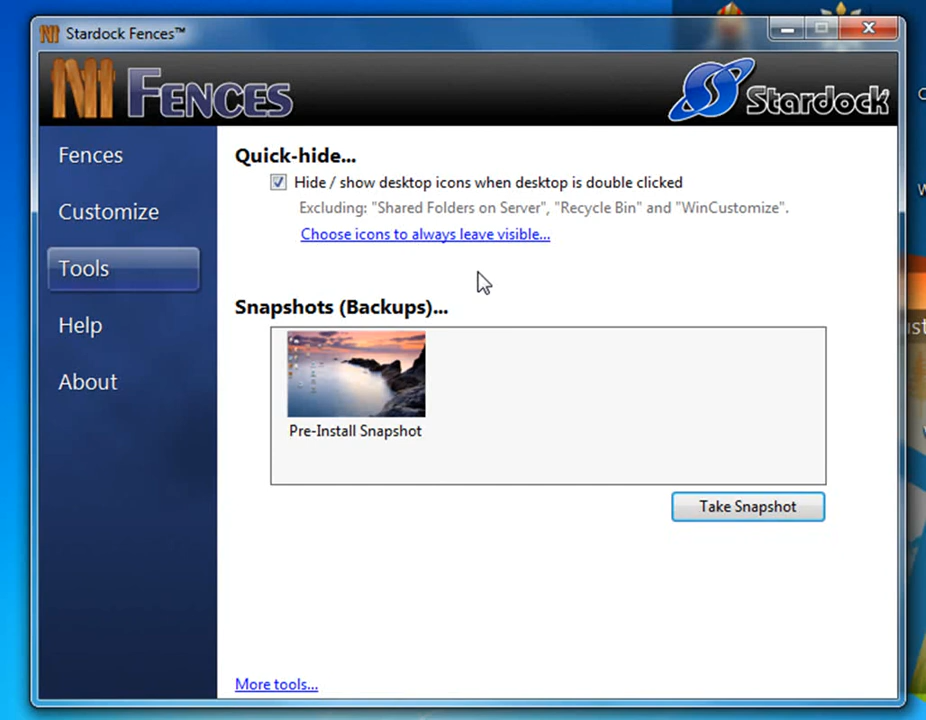 Stardock Fences™
FENCES
Stardock
Fences
Customize
Tools
Help
About
Quick-hide...
Hide / show desktop icons when desktop is double clicked
Excluding: "Shared Folders on Server", "Recycle Bin" and "WinCustomize".
Choose icons to always leave visible...
Snapshots (Backups)...
Pre-Install Snapshot
Take Snapshot
More tools...